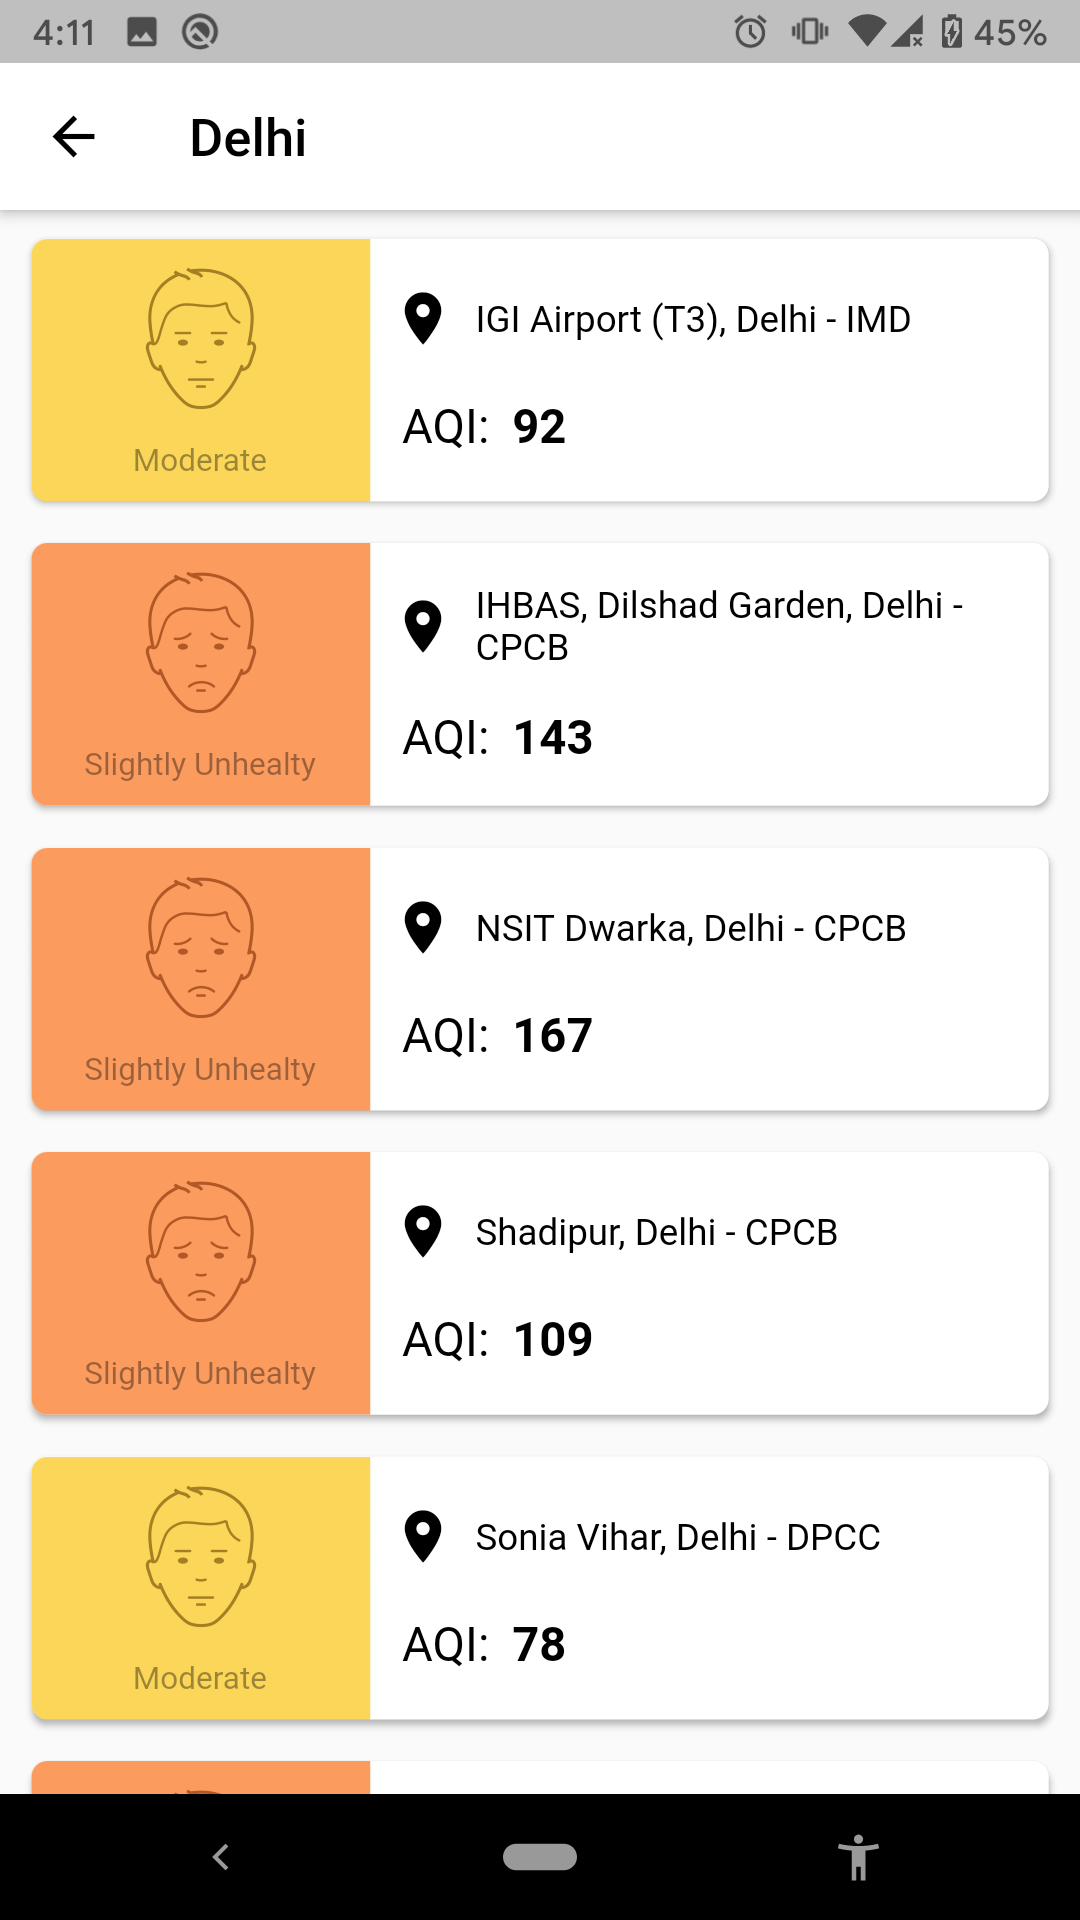 4:11
45%
Delhi
IGI Airport (T3), Delhi - IMD
AQI: 92
Moderate
IHBAS, Dilshad Garden, Delhi -
CPCB
AQI: 143
Slightly Unhealty
NSIT Dwarka, Delhi - CPCB
AQI: 167
Slightly Unhealty
Shadipur, Delhi - CPCB
AQI: 109
Slightly Unhealty
Sonia Vihar, Delhi - DPCC
AQI: 78
Moderate